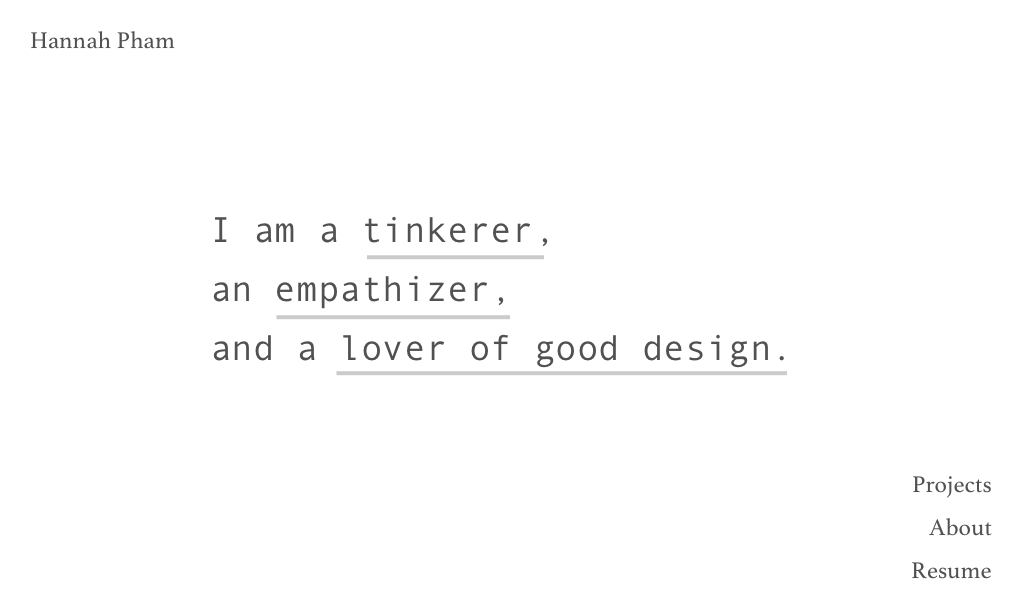 Hannah Pham
I am a tinkerer,
an empathizer,
and a lover of good design.
Projects
About
Resume